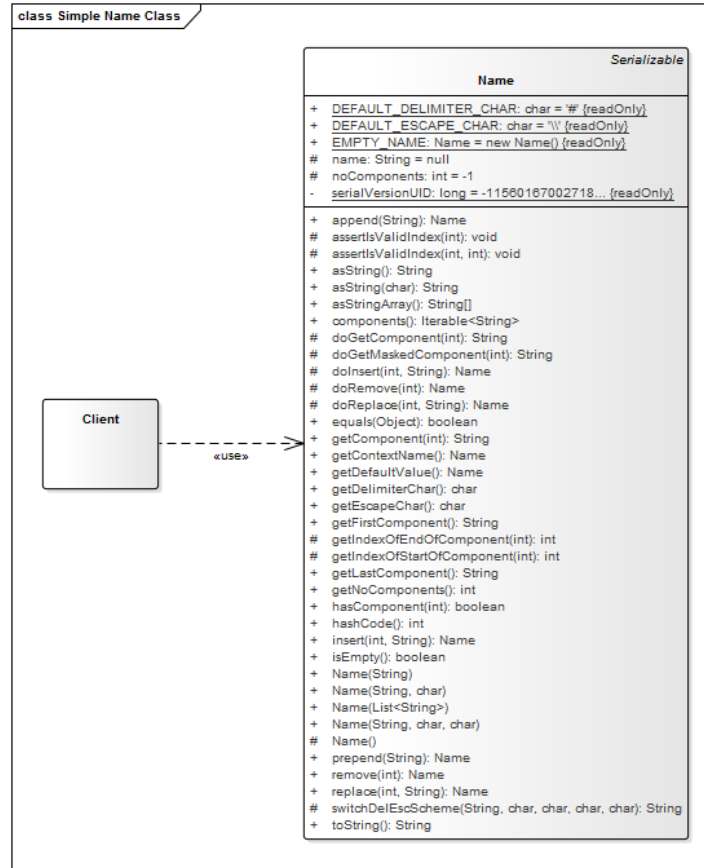 class Simple Name Class
Serializable
Name
+ DEFAULT_DELIMITER_CHAR: char = '#' {readOnly}
+ DEFAULT_ESCAPE_CHAR: char = '\\' {readOnly}
+ EMPTY_NAME: Name = new Name() {readOnly}
# name: String = null
# noComponents: int = -1
- serialVersionUID: long = -11560167002718... {readOnly}
+ append(String): Name
# assertIsValidIndex(int): void
# assertIsValidIndex(int, int): void
+ asString(): String
+ asString(char): String
+ asStringArray(): String[]
+ components(): Iterable<String>
# doGetComponent(int): String
# doGetMaskedComponent(int): String
# doInsert(int, String): Name
# doRemove(int): Name
# doReplace(int, String): Name
+ equals(Object): boolean
+ getComponent(int): String
+ getContextName(): Name
+ getDefaultValue(): Name
+ getDelimiterChar: char
+ getEscapeChar(): char
+ getFirstComponent(): String
# getIndexOfEndOfComponent(int): int
# getIndexOfStartOfComponent(int): int
+ getLastComponent(): String
+ getNoComponents(): int
+ hasComponent(int): boolean
+ hashCode(): int
+ insert(int, String): Name
+ isEmpty(): boolean
+ Name(String)
+ Name(String, char)
+ Name(List<String>)
+ Name(String, char, char)
# Name()
+ prepend(String): Name
+ remove(int): Name
+ replace(int, String): Name
# switchDelEscScheme(String, char, char, char, char): String
+ toString(): String
Client
«use»